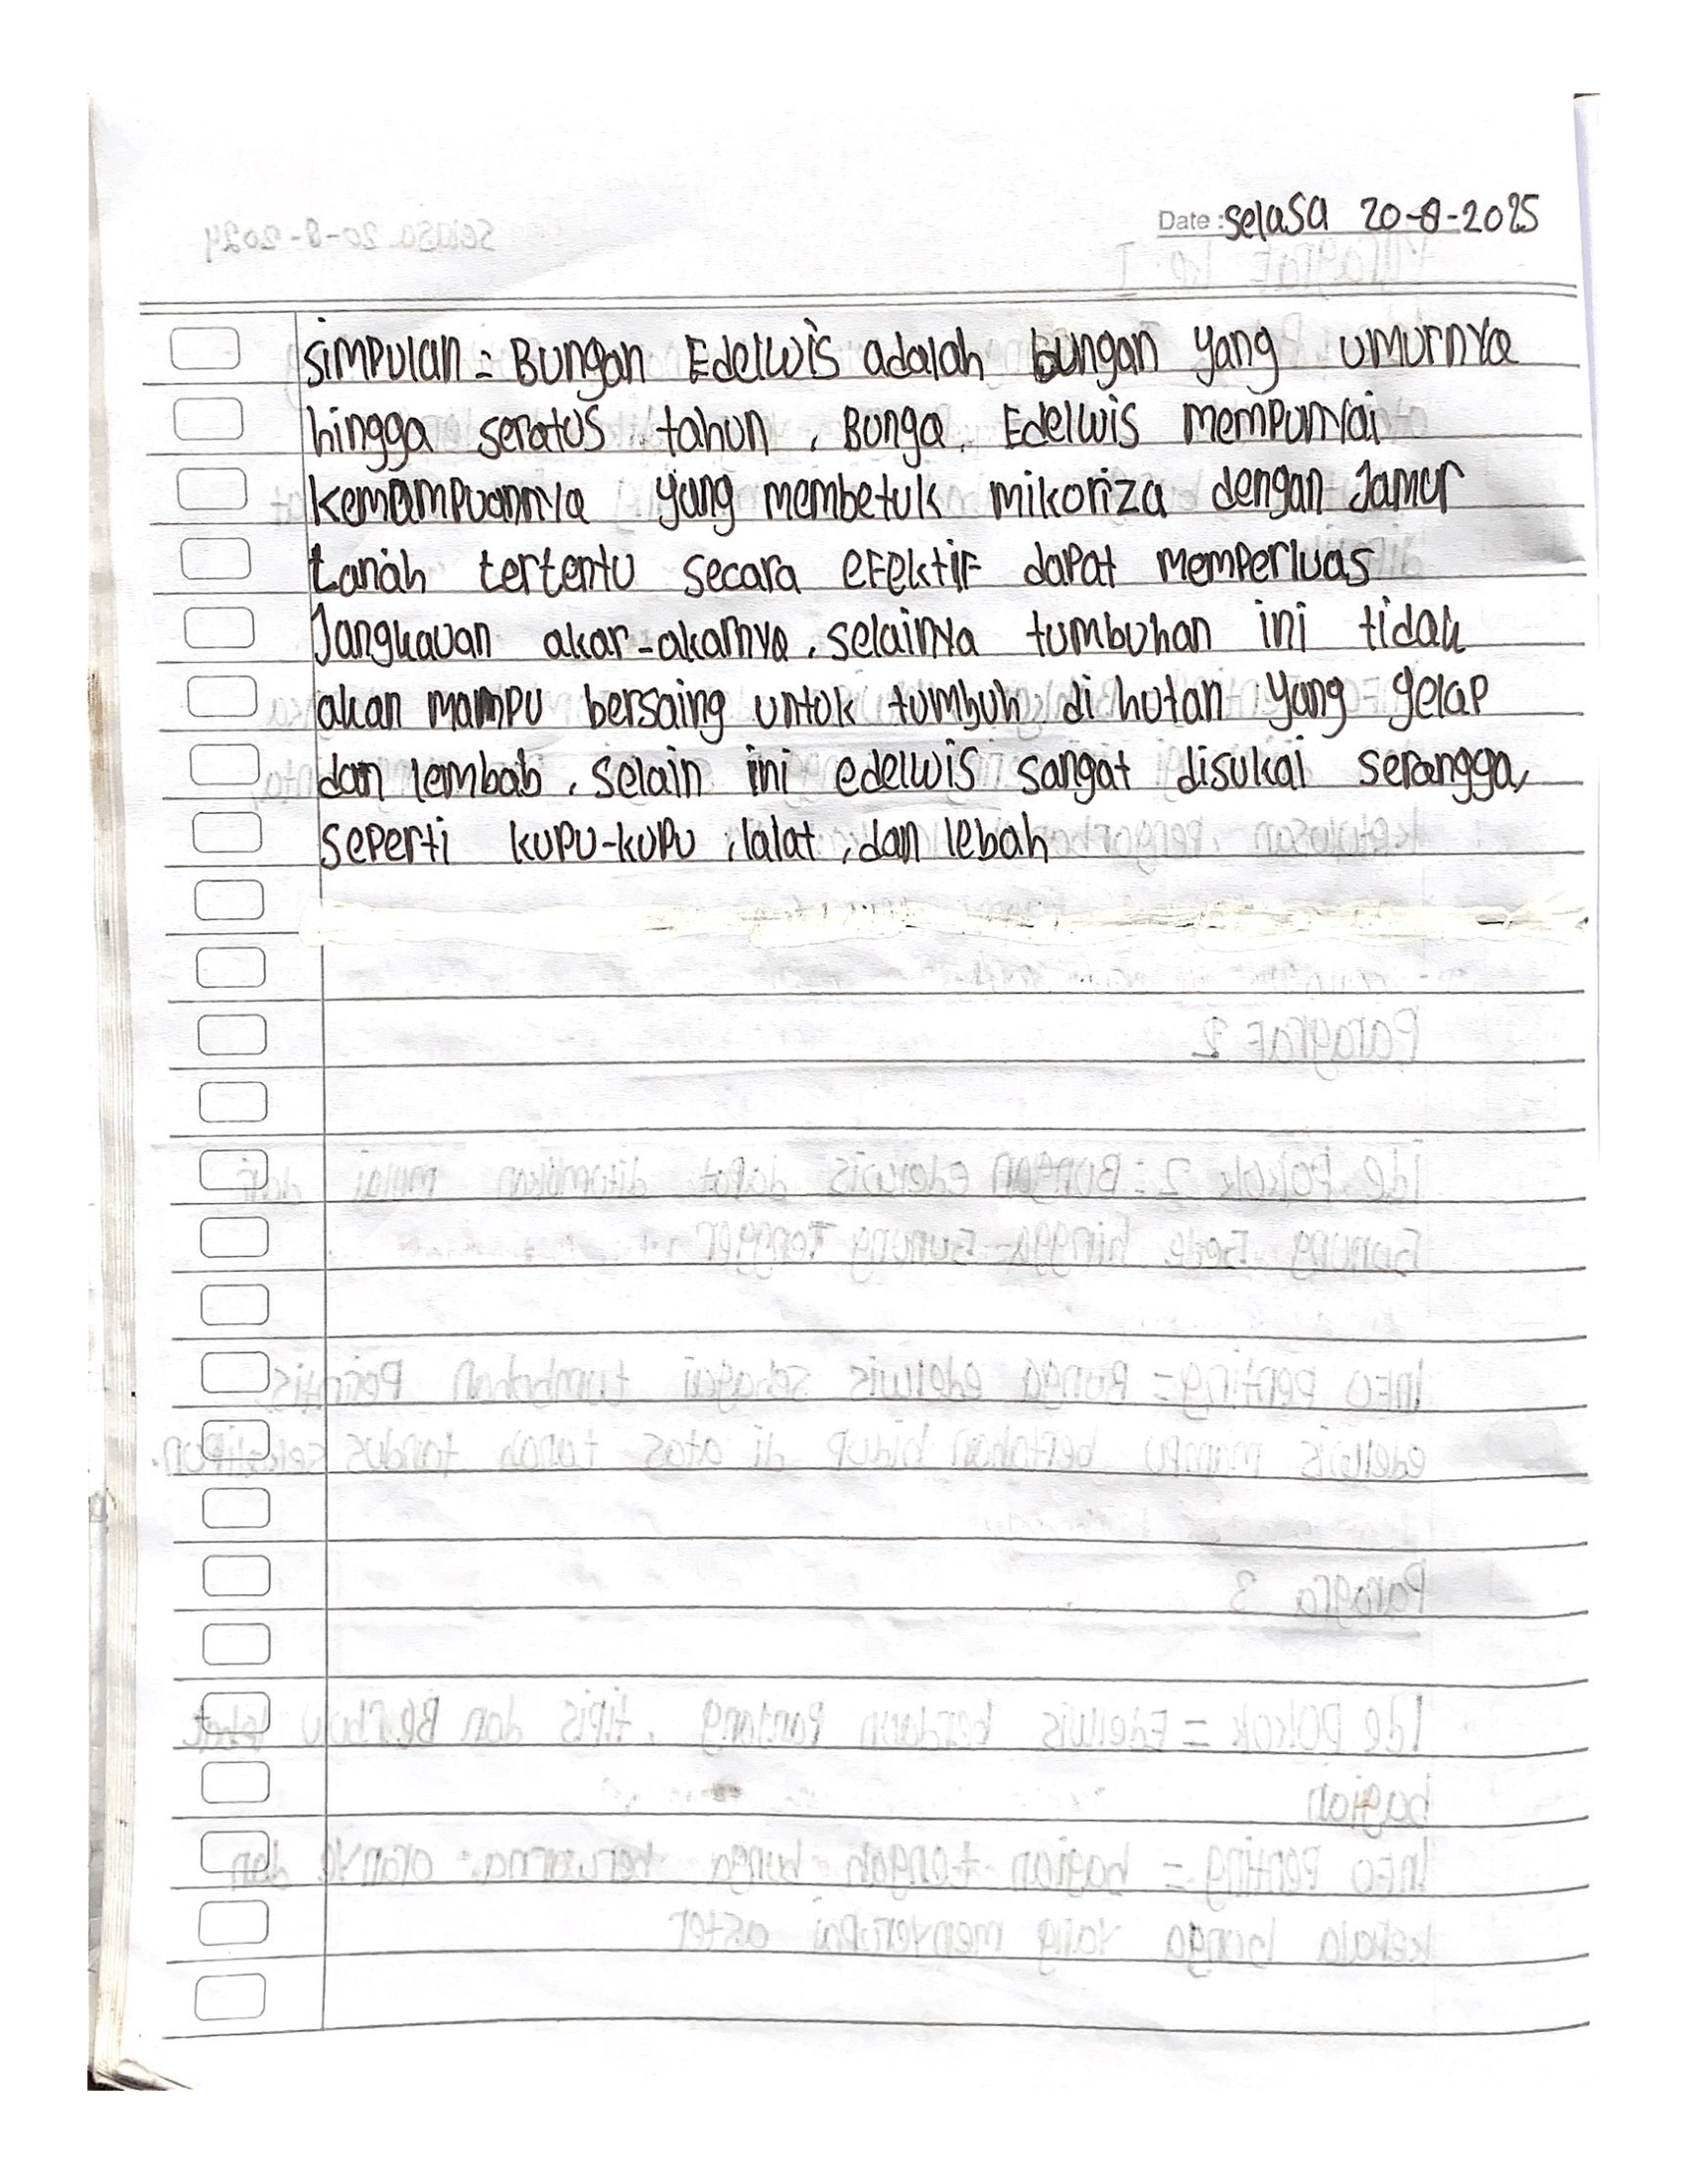 Date : selasa 20-8-2025
simpulan = Bungan Edelwis adalah bungan yang umurnya
hingga seratus tahun , Bunga Edelwis mempunyai
kemampuannya yang membetuk mikoriza dengan Jamur
tanah tertentu secara efektif dapat memperluas
Jangkauan akar-akarnya, selainya tumbuhan ini tidak
akan mampu bersaing untuk tumbuh di hutan yang gelap
dan lembab , selain ini edelwis sangat disukai serangga,
seperti kupu-kupu , lalat , dan lebah